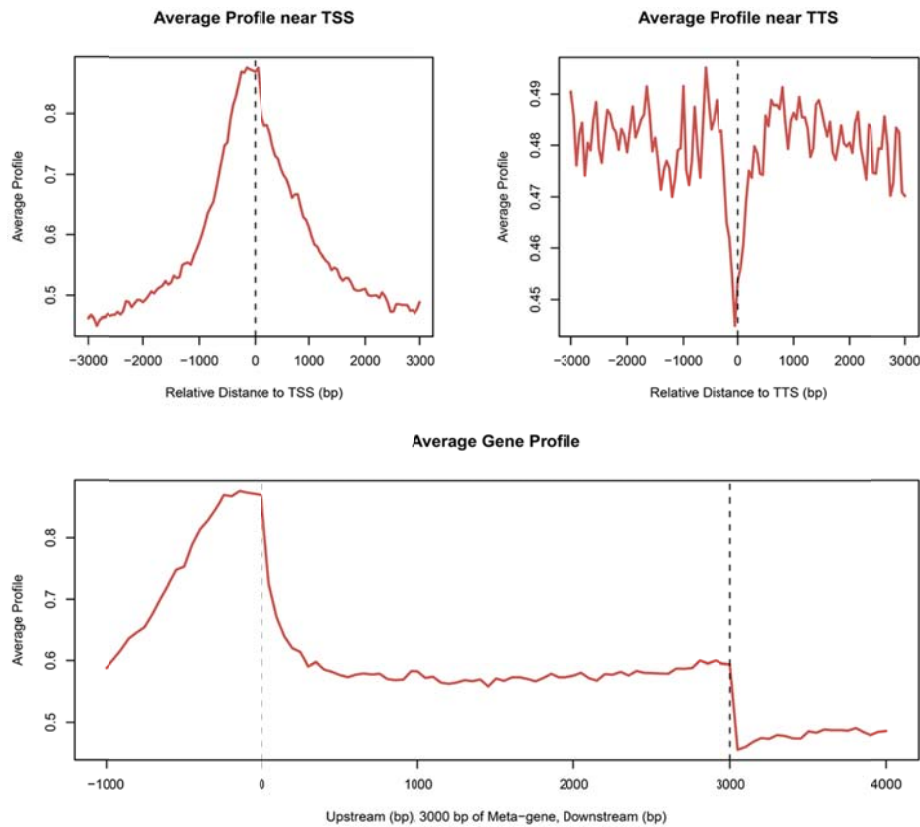 Average Profile near TSS
Average Profile
0.5 0.6 0.7 0.8
−3000 −2000 −1000 0 1000 2000 3000
Relative Distance to TSS (bp)
Average Profile near TTS
Average Profile
0.45 0.46 0.47 0.48 0.49
−3000 −2000 −1000 0 1000 2000 3000
Relative Distance to TTS (bp)
Average Gene Profile
Average Profile
0.5 0.6 0.7 0.8
−1000 0 1000 2000 3000 4000
Upstream (bp). 3000 bp of Meta−gene, Downstream (bp)